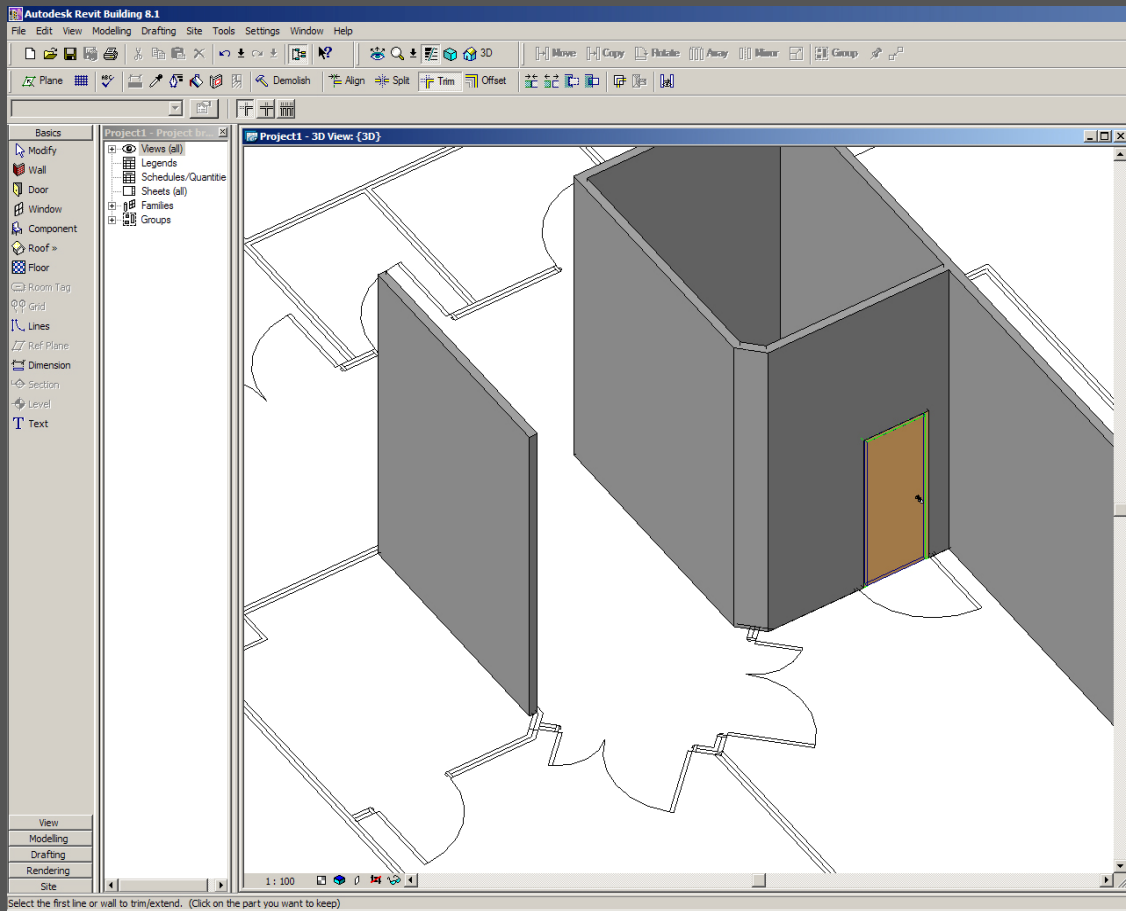 Autodesk Revit Building 8.1
File Edit View Modelling Drafting Site Tools Settings Window Help
3D Move Copy Rotate Array Mirror Group
Plane ABC Demolish Align Split Trim Offset
Basics
Modify
Wall
Door
Window
Component
Roof »
Floor
Room Tag
Grid
Lines
Ref Plane
Dimension
Section
Level
Text
View
Modelling
Drafting
Rendering
Site
Project1 - Project br...
Views (all)
Legends
Schedules/Quantitie
Sheets (all)
Families
Groups
Project1 - 3D View: {3D}
1 : 100
Select the first line or wall to trim/extend. (Click on the part you want to keep)